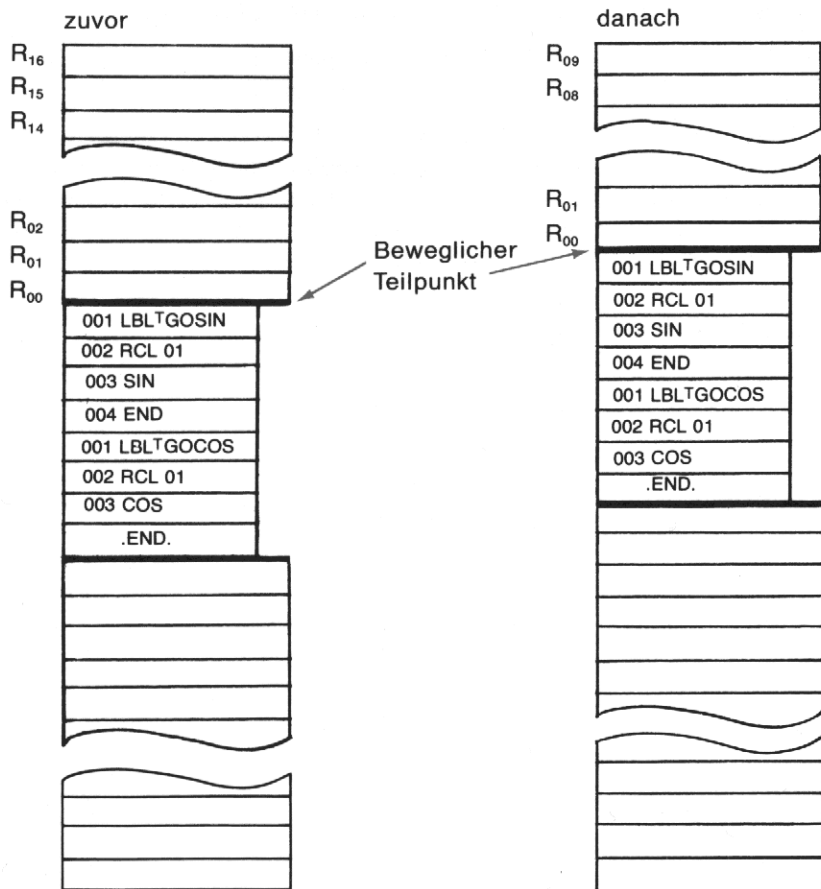 zuvor
R16
R15
R14
R02
R01
R00
001 LBLTGOSIN
002 RCL 01
003 SIN
004 END
001 LBLTGOCOS
002 RCL 01
003 COS
.END.
Beweglicher
Teilpunkt
danach
R09
R08
R01
R00
001 LBLTGOSIN
002 RCL 01
003 SIN
004 END
001 LBLTGOCOS
002 RCL 01
003 COS
.END.